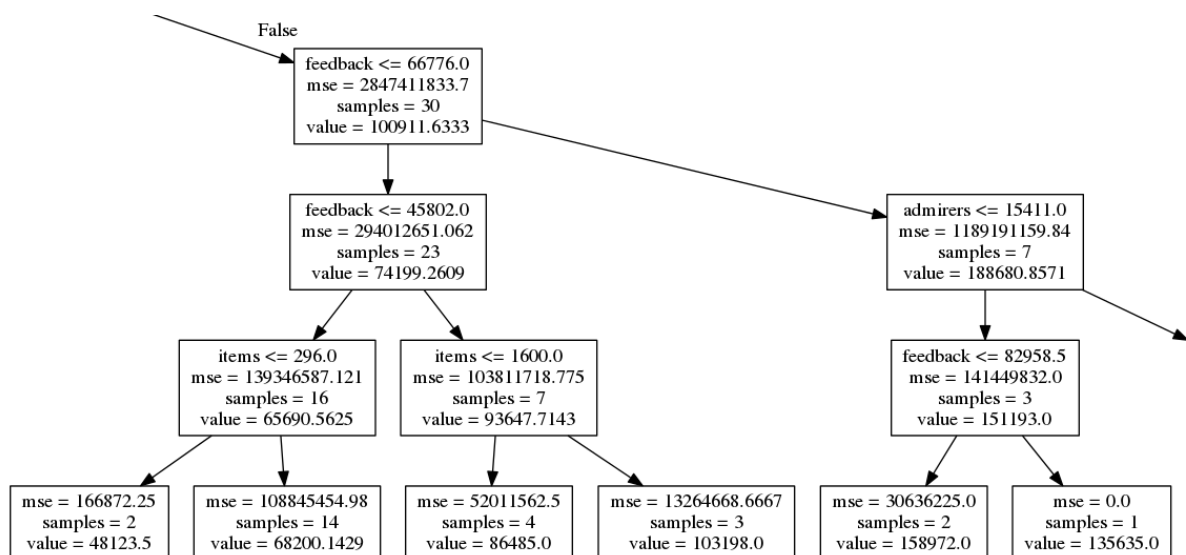 False
feedback <= 66776.0
mse = 2847411833.7
samples = 30
value = 100911.6333
feedback <= 45802.0
mse = 294012651.062
samples = 23
value = 74199.2609
admirers <= 15411.0
mse = 1189191159.84
samples = 7
value = 188680.8571
items <= 296.0
mse = 139346587.121
samples = 16
value = 65690.5625
items <= 1600.0
mse = 103811718.775
samples = 7
value = 93647.7143
feedback <= 82958.5
mse = 141449832.0
samples = 3
value = 151193.0
mse = 166872.25
samples = 2
value = 48123.5
mse = 108845454.98
samples = 14
value = 68200.1429
mse = 52011562.5
samples = 4
value = 86485.0
mse = 13264668.6667
samples = 3
value = 103198.0
mse = 30636225.0
samples = 2
value = 158972.0
mse = 0.0
samples = 1
value = 135635.0